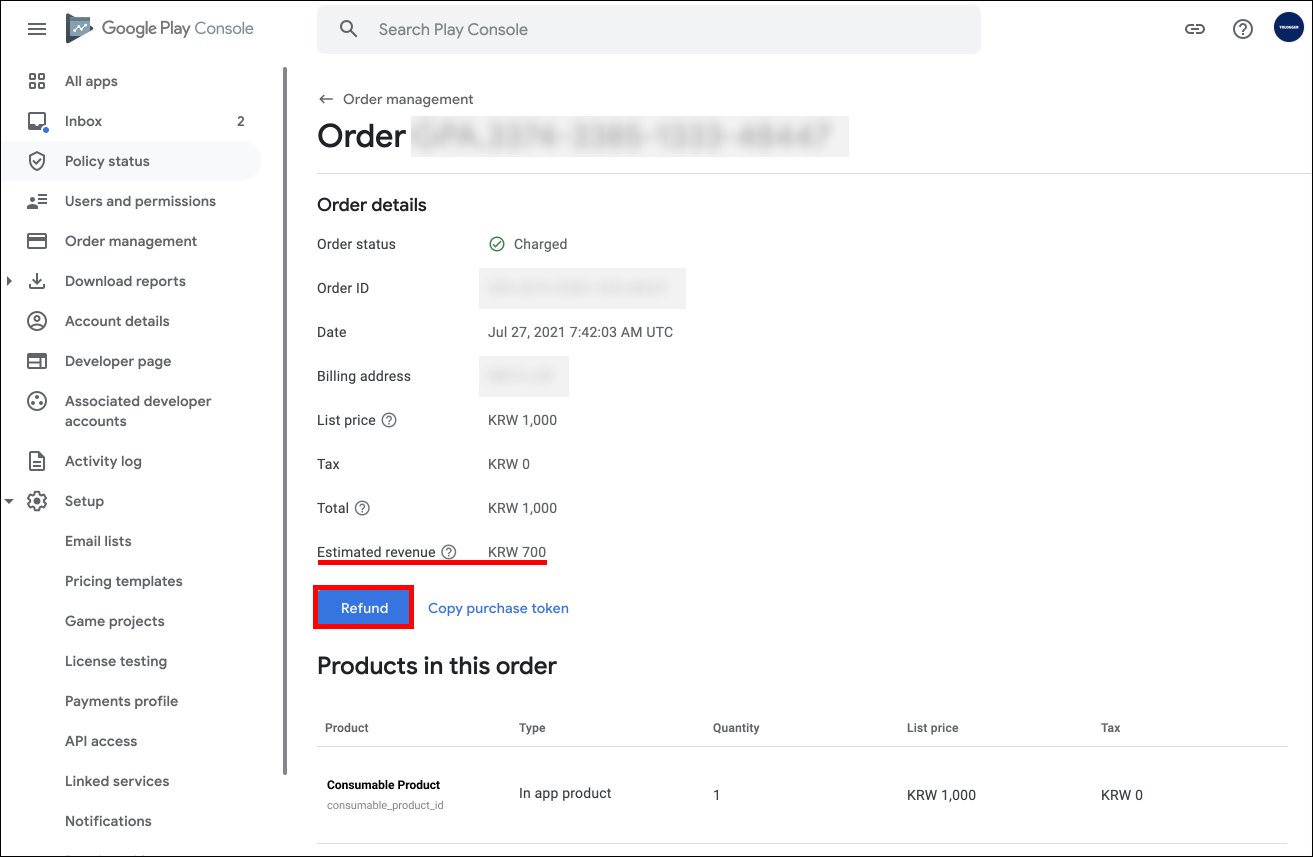 Google Play Console
Search Play Console
YOLOGGER
All apps
Inbox 2
Policy status
Users and permissions
Order management
Download reports
Account details
Developer page
Associated developer
accounts
Activity log
Setup
Email lists
Pricing templates
Game projects
License testing
Payments profile
API access
Linked services
Notifications
← Order management
Order
Order details
Order status Charged
Order ID
Date Jul 27, 2021 7:42:03 AM UTC
Billing address
List price KRW 1,000
Tax KRW 0
Total KRW 1,000
Estimated revenue KRW 700
Refund Copy purchase token
Products in this order
Product Type Quantity List price Tax
Consumable Product
consumable_product_id
In app product 1 KRW 1,000 KRW 0